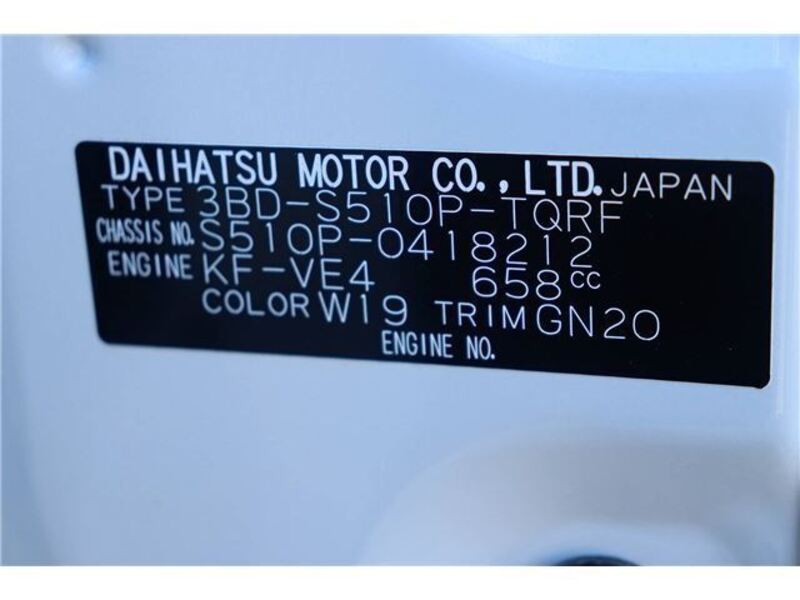 DAIHATSU MOTOR CO., LTD. JAPAN
TYPE 3BD-S510P-TQRF
CHASSIS NO. S510P-0418212
ENGINE KF-VE4 658cc
COLOR W19 TRIM GN20
ENGINE NO.